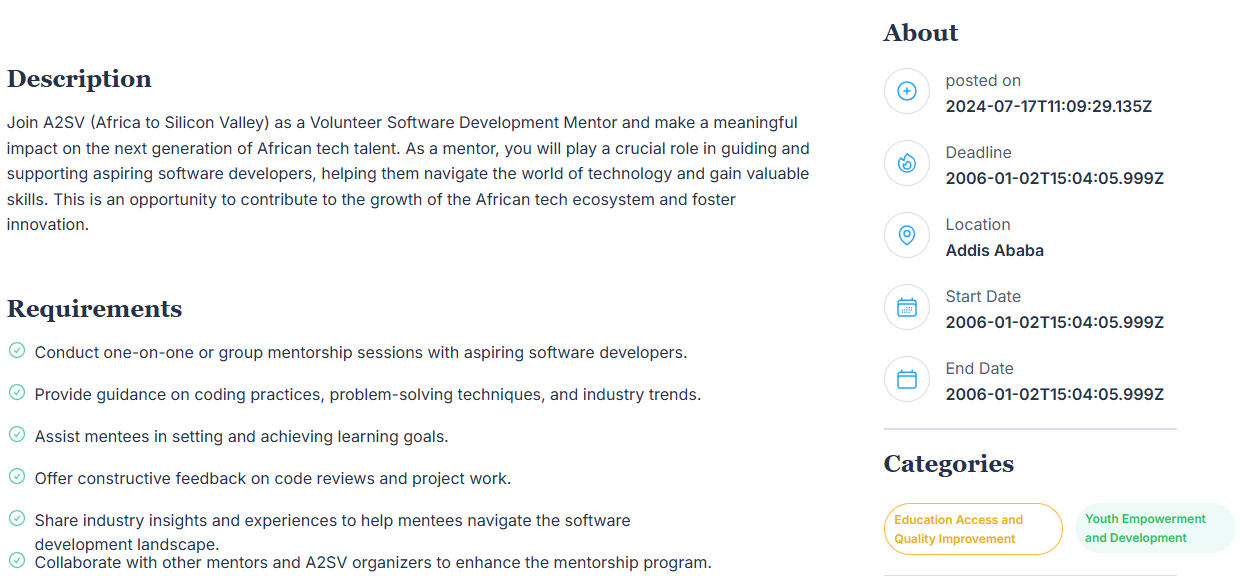 Description
Join A2SV (Africa to Silicon Valley) as a Volunteer Software Development Mentor and make a meaningful
impact on the next generation of African tech talent. As a mentor, you will play a crucial role in guiding and
supporting aspiring software developers, helping them navigate the world of technology and gain valuable
skills. This is an opportunity to contribute to the growth of the African tech ecosystem and foster
innovation.
Requirements
Conduct one-on-one or group mentorship sessions with aspiring software developers.
Provide guidance on coding practices, problem-solving techniques, and industry trends.
Assist mentees in setting and achieving learning goals.
Offer constructive feedback on code reviews and project work.
Share industry insights and experiences to help mentees navigate the software
development landscape.
Collaborate with other mentors and A2SV organizers to enhance the mentorship program.
About
posted on
2024-07-17T11:09:29.135Z
Deadline
2006-01-02T15:04:05.999Z
Location
Addis Ababa
Start Date
2006-01-02T15:04:05.999Z
End Date
2006-01-02T15:04:05.999Z
Categories
Education Access and
Quality Improvement
Youth Empowerment
and Development